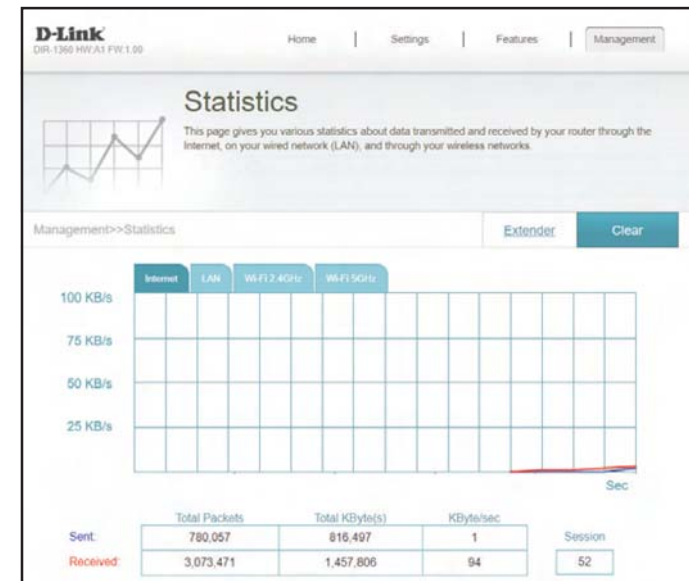 D-Link
DIR-1360 HW:A1 FW:1.00
Home | Settings | Features | Management
Statistics
This page gives you various statistics about data transmitted and received by your router through the
Internet, on your wired network (LAN), and through your wireless networks.
Management>>Statistics
Extender
Clear
Internet LAN Wi-Fi 2.4GHz Wi-Fi 5GHz
100 KB/s
75 KB/s
50 KB/s
25 KB/s
Sec
Total Packets Total KByte(s) KByte/sec
Sent: 780,057 816,497 1 Session
Received: 3,073,471 1,457,806 94 52